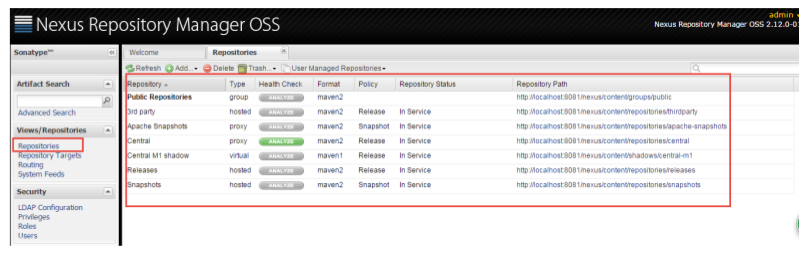 Nexus Repository Manager OSS
admin
Nexus Repository Manager OSS 2.12.0-01
Sonatype™
Welcome
Repositories
Refresh Add... Delete Trash... User Managed Repositories
Artifact Search
Advanced Search
Views/Repositories
Repositories
Repository Targets
Routing
System Feeds
Security
LDAP Configuration
Privileges
Roles
Users
Repository Type Health Check Format Policy Repository Status Repository Path
Public Repositories group ANALYZE maven2 http://localhost:8081/nexus/content/groups/public
3rd party hosted ANALYZE maven2 Release In Service http://localhost:8081/nexus/content/repositories/thirdparty
Apache Snapshots proxy ANALYZE maven2 Snapshot In Service http://localhost:8081/nexus/content/repositories/apache-snapshots
Central proxy ANALYZE maven2 Release In Service http://localhost:8081/nexus/content/repositories/central
Central M1 shadow virtual ANALYZE maven1 Release In Service http://localhost:8081/nexus/content/shadows/central-m1
Releases hosted ANALYZE maven2 Release In Service http://localhost:8081/nexus/content/repositories/releases
Snapshots hosted ANALYZE maven2 Snapshot In Service http://localhost:8081/nexus/content/repositories/snapshots